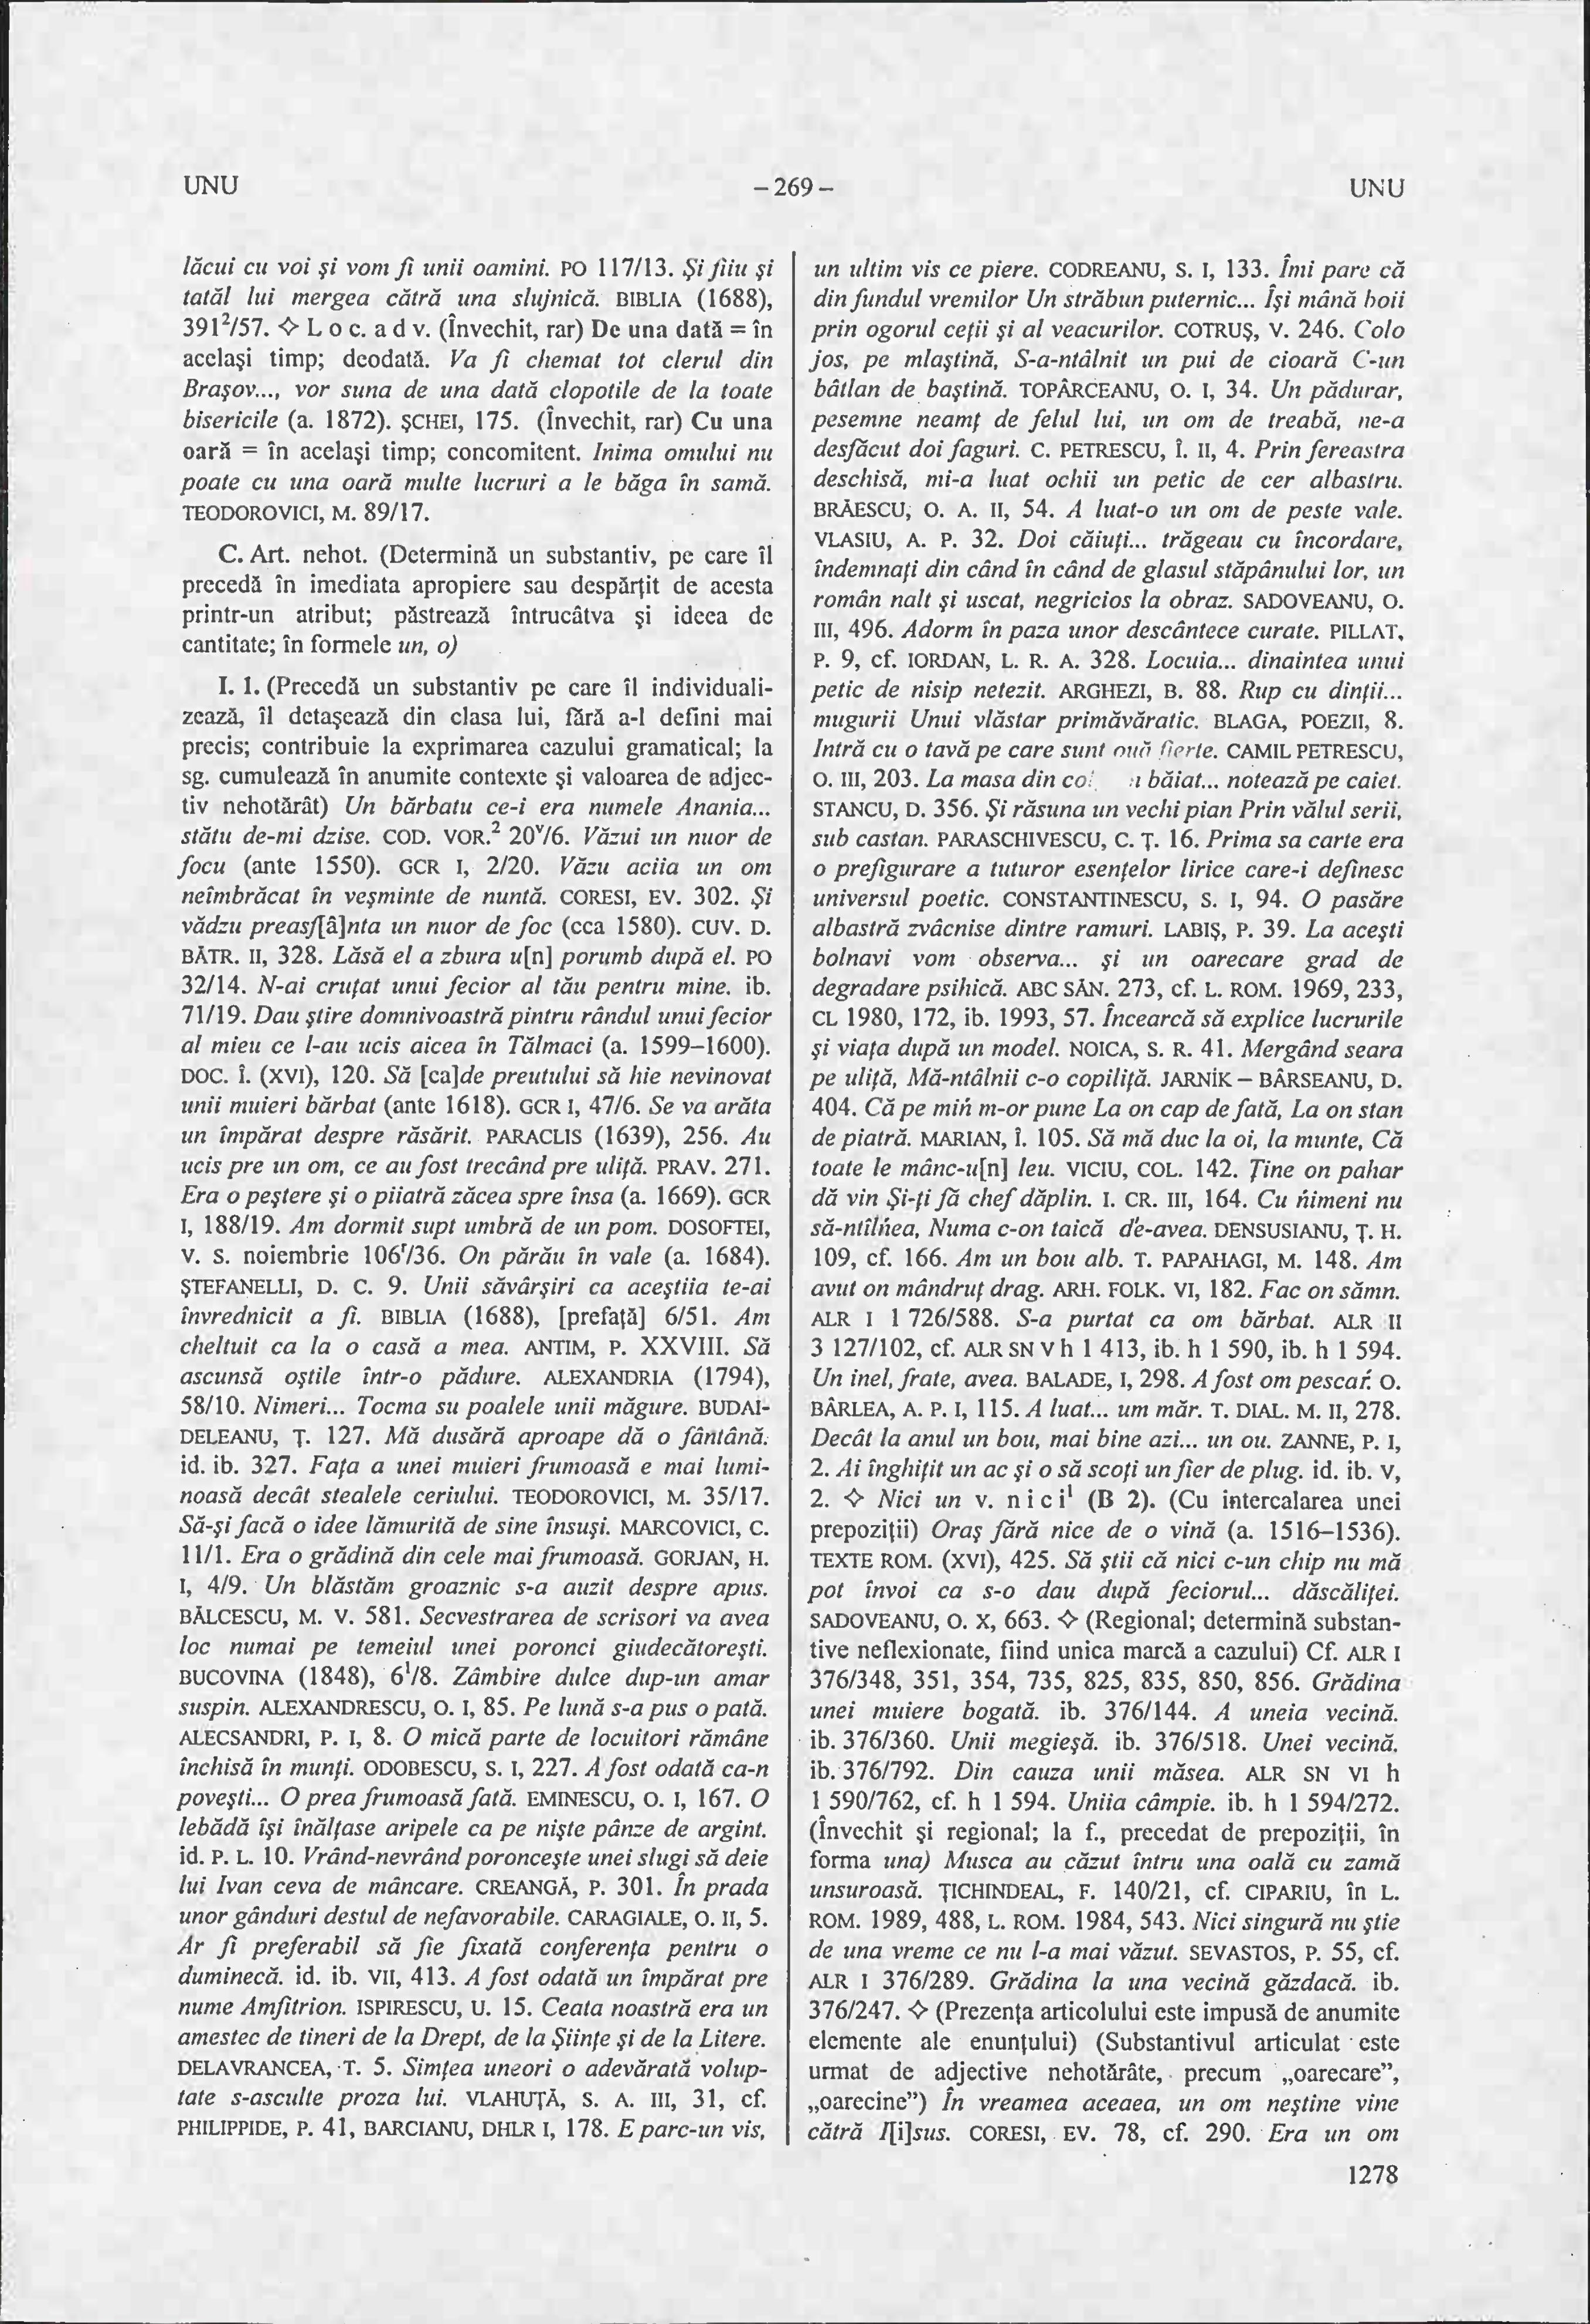 UNU
– 269 –
UNU
lăcui cu voi şi vom fi unii oamini. PO 117/13. Şi fiiu şi
tatăl lui mergea cătră una slujnică. BIBLIA (1688),
391²/57. ◇ L o c. a d v. (Învechit, rar) De una dată = în
acelaşi timp; deodată. Va fi chemat tot clerul din
Braşov..., vor suna de una dată clopotile de la toate
bisericile (a. 1872). ŞCHEI, 175. (Învechit, rar) Cu una
oară = în acelaşi timp; concomitent. Inima omului nu
poate cu una oară multe lucruri a le băga în samă.
TEODOROVICI, M. 89/17.
C. Art. nehot. (Determină un substantiv, pe care îl
precedă în imediata apropiere sau despărţit de acesta
printr-un atribut; păstrează întrucâtva şi ideea de
cantitate; în formele un, o)
I. 1. (Precedă un substantiv pe care îl individuali-
zează, îl detaşează din clasa lui, fără a-l defini mai
precis; contribuie la exprimarea cazului gramatical; la
sg. cumulează în anumite contexte şi valoarea de adjec-
tiv nehotărât) Un bărbatu ce-i era numele Anania...
stătu de-mi dzise. COD. VOR.² 20ᵛ/6. Văzui un nuor de
focu (ante 1550). GCR I, 2/20. Văzu aciia un om
neîmbrăcat în veşminte de nuntă. CORESI, EV. 302. Şi
vădzu preasf[â]nta un nuor de foc (cca 1580). CUV. D.
BĂTR. II, 328. Lăsă el a zbura u[n] porumb după el. PO
32/14. N-ai cruţat unui fecior al tău pentru mine. ib.
71/19. Dau ştire domnivoastră pintru rândul unui fecior
al mieu ce l-au ucis aicea în Tălmaci (a. 1599–1600).
DOC. Î. (XVI), 120. Să [ca]de preutului să hie nevinovat
unii muieri bărbat (ante 1618). GCR I, 47/6. Se va arăta
un împărat despre răsărit. PARACLIS (1639), 256. Au
ucis pre un om, ce au fost trecând pre uliţă. PRAV. 271.
Era o peştere şi o piiatră zăcea spre însa (a. 1669). GCR
I, 188/19. Am dormit supt umbră de un pom. DOSOFTEI,
V. S. noiembrie 106ʳ/36. On părău în vale (a. 1684).
ŞTEFANELLI, D. C. 9. Unii săvârşiri ca aceştiia te-ai
învrednicit a fi. BIBLIA (1688), [prefaţă] 6/51. Am
cheltuit ca la o casă a mea. ANTIM, P. XXVIII. Să
ascunsă oştile într-o pădure. ALEXANDRIA (1794),
58/10. Nimeri... Tocma su poalele unii măgure. BUDAI-
DELEANU, Ţ. 127. Mă dusără aproape dă o fântână.
id. ib. 327. Faţa a unei muieri frumoasă e mai lumi-
noasă decât stealele ceriului. TEODOROVICI, M. 35/17.
Să-şi facă o idee lămurită de sine însuşi. MARCOVICI, C.
11/1. Era o grădină din cele mai frumoasă. GORJAN, H.
I, 4/9. Un blăstăm groaznic s-a auzit despre apus.
BĂLCESCU, M. V. 581. Secvestrarea de scrisori va avea
loc numai pe temeiul unei poronci giudecătoreşti.
BUCOVINA (1848), 6¹/8. Zâmbire dulce dup-un amar
suspin. ALEXANDRESCU, O. I, 85. Pe lună s-a pus o pată.
ALECSANDRI, P. I, 8. O mică parte de locuitori rămâne
închisă în munţi. ODOBESCU, S. I, 227. A fost odată ca-n
poveşti... O prea frumoasă fată. EMINESCU, O. I, 167. O
lebădă îşi înălţase aripele ca pe nişte pânze de argint.
id. P. L. 10. Vrând-nevrând poronceşte unei slugi să deie
lui Ivan ceva de mâncare. CREANGĂ, P. 301. În prada
unor gânduri destul de nefavorabile. CARAGIALE, O. II, 5.
Ar fi preferabil să fie fixată conferenţa pentru o
duminecă. id. ib. VII, 413. A fost odată un împărat pre
nume Amfitrion. ISPIRESCU, U. 15. Ceata noastră era un
amestec de tineri de la Drept, de la Şiinţe şi de la Litere.
DELAVRANCEA, T. 5. Simţea uneori o adevărată volup-
tate s-asculte proza lui. VLAHUŢĂ, S. A. III, 31, cf.
PHILIPPIDE, P. 41, BARCIANU, DHLR I, 178. E parc-un vis,
un ultim vis ce piere. CODREANU, S. I, 133. Îmi pare că
din fundul vremilor Un străbun puternic... Îşi mână boii
prin ogorul ceţii şi al veacurilor. COTRUŞ, V. 246. Colo
jos, pe mlaştină, S-a-ntâlnit un pui de cioară C-un
bâtlan de baştină. TOPÂRCEANU, O. I, 34. Un pădurar,
pesemne neamţ de felul lui, un om de treabă, ne-a
desfăcut doi faguri. C. PETRESCU, Î. II, 4. Prin fereastra
deschisă, mi-a luat ochii un petic de cer albastru.
BRĂESCU, O. A. II, 54. A luat-o un om de peste vale.
VLASIU, A. P. 32. Doi căiuţi... trăgeau cu încordare,
îndemnaţi din când în când de glasul stăpânului lor, un
român nalt şi uscat, negricios la obraz. SADOVEANU, O.
III, 496. Adorm în paza unor descântece curate. PILLAT,
P. 9, cf. IORDAN, L. R. A. 328. Locuia... dinaintea unui
petic de nisip netezit. ARGHEZI, B. 88. Rup cu dinţii...
mugurii Unui vlăstar primăvăratic. BLAGA, POEZII, 8.
Intră cu o tavă pe care sunt ouă fierte. CAMIL PETRESCU,
O. III, 203. La masa din băiat... notează pe caiet.
STANCU, D. 356. Şi răsuna un vechi pian Prin vălul serii,
sub castan. PARASCHIVESCU, C. Ţ. 16. Prima sa carte era
o prefigurare a tuturor esenţelor lirice care-i definesc
universul poetic. CONSTANTINESCU, S. I, 94. O pasăre
albastră zvâcnise dintre ramuri. LABIŞ, P. 39. La aceşti
bolnavi vom observa... şi un oarecare grad de
degradare psihică. ABC SĂN. 273, cf. L. ROM. 1969, 233,
CL 1980, 172, ib. 1993, 57. Încearcă să explice lucrurile
şi viaţa după un model. NOICA, S. R. 41. Mergând seara
pe uliţă, Mă-ntâlnii c-o copiliţă. JARNÍK – BÂRSEANU, D.
404. Că pe miń m-or pune La on cap de fată, La on stan
de piatră. MARIAN, Î. 105. Să mă duc la oi, la munte, Că
toate le mânc-u[n] leu. VICIU, COL. 142. Ţine on pahar
dă vin Şi-ţi fă chef dăplin. I. CR. III, 164. Cu ńimeni nu
să-ntîlńea, Numa c-on taică d'e-avea. DENSUSIANU, Ţ. H.
109, cf. 166. Am un bou alb. T. PAPAHAGI, M. 148. Am
avut on mândruţ drag. ARH. FOLK. VI, 182. Fac on sămn.
ALR I 1 726/588. S-a purtat ca om bărbat. ALR II
3 127/102, cf. ALR SN V h 1 413, ib. h 1 590, ib. h 1 594.
Un inel, frate, avea. BALADE, I, 298. A fost om pescař. O.
BÂRLEA, A. P. I, 115. A luat... um măr. T. DIAL. M. II, 278.
Decât la anul un bou, mai bine azi... un ou. ZANNE, P. I,
2. Ai înghiţit un ac şi o să scoţi un fier de plug. id. ib. V,
2. ◇ Nici un v. n i c i¹ (B 2). (Cu intercalarea unei
prepoziţii) Oraş fără nice de o vină (a. 1516–1536).
TEXTE ROM. (XVI), 425. Să ştii că nici c-un chip nu mă
pot învoi ca s-o dau după feciorul... dăscăliţei.
SADOVEANU, O. X, 663. ◇ (Regional; determină substan-
tive neflexionate, fiind unica marcă a cazului) Cf. ALR I
376/348, 351, 354, 735, 825, 835, 850, 856. Grădina
unei muiere bogată. ib. 376/144. A uneia vecină.
ib. 376/360. Unii megieşă. ib. 376/518. Unei vecină.
ib. 376/792. Din cauza unii măsea. ALR SN VI h
1 590/762, cf. h 1 594. Uniia câmpie. ib. h 1 594/272.
(Învechit şi regional; la f., precedat de prepoziţii, în
forma una) Musca au căzut întru una oală cu zamă
unsuroasă. ŢICHINDEAL, F. 140/21, cf. CIPARIU, în L.
ROM. 1989, 488, L. ROM. 1984, 543. Nici singură nu ştie
de una vreme ce nu l-a mai văzut. SEVASTOS, P. 55, cf.
ALR I 376/289. Grădina la una vecină găzdacă. ib.
376/247. ◇ (Prezenţa articolului este impusă de anumite
elemente ale enunţului) (Substantivul articulat este
urmat de adjective nehotărâte, precum „oarecare”,
„oarecine”) În vreamea aceaea, un om neştine vine
cătră I[i]sus. CORESI, EV. 78, cf. 290. Era un om
1278